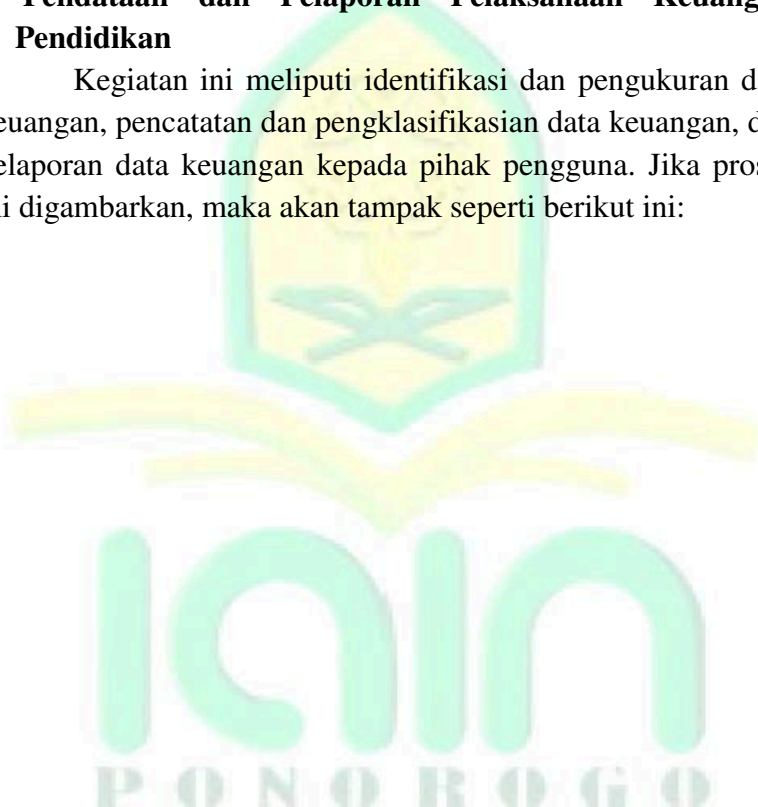 Pendataan dan Pelaporan Pelaksanaan Keuang
Pendidikan
Kegiatan ini meliputi identifikasi dan pengukuran d
euangan, pencatatan dan pengklasifikasian data keuangan, d
elaporan data keuangan kepada pihak pengguna. Jika pros
ni digambarkan, maka akan tampak seperti berikut ini:
iain
PONOROGO